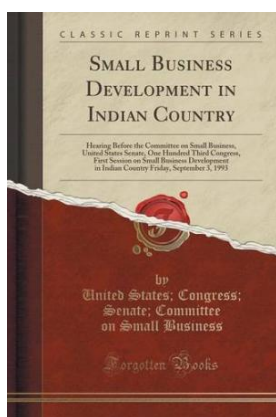 CLASSIC REPRINT SERIES
SMALL BUSINESS
DEVELOPMENT IN
INDIAN COUNTRY
Hearing Before the Committee on Small Business,
United States Senate, One Hundred Third Congress,
First Session on Small Business Development
in Indian Country Friday, September 3, 1993
by
United States; Congress;
Senate; Committee
on Small Business
Forgotten Books